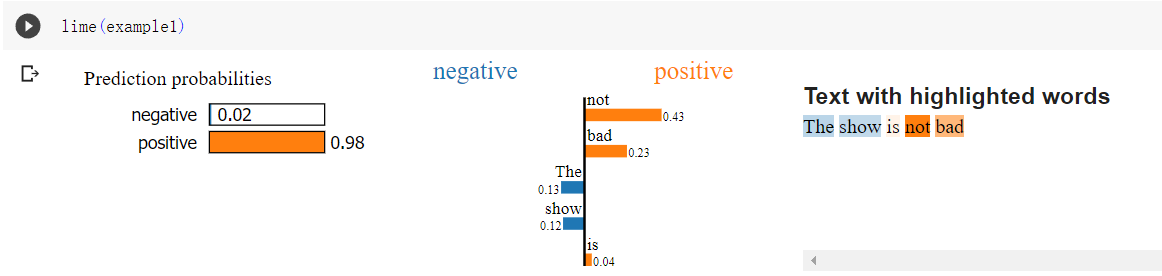 lime(example1)
Prediction probabilities
negative 0.02
positive 0.98
negative positive
not
0.43
bad
0.23
The
0.13
show
0.12
is
0.04
Text with highlighted words
The show is not bad